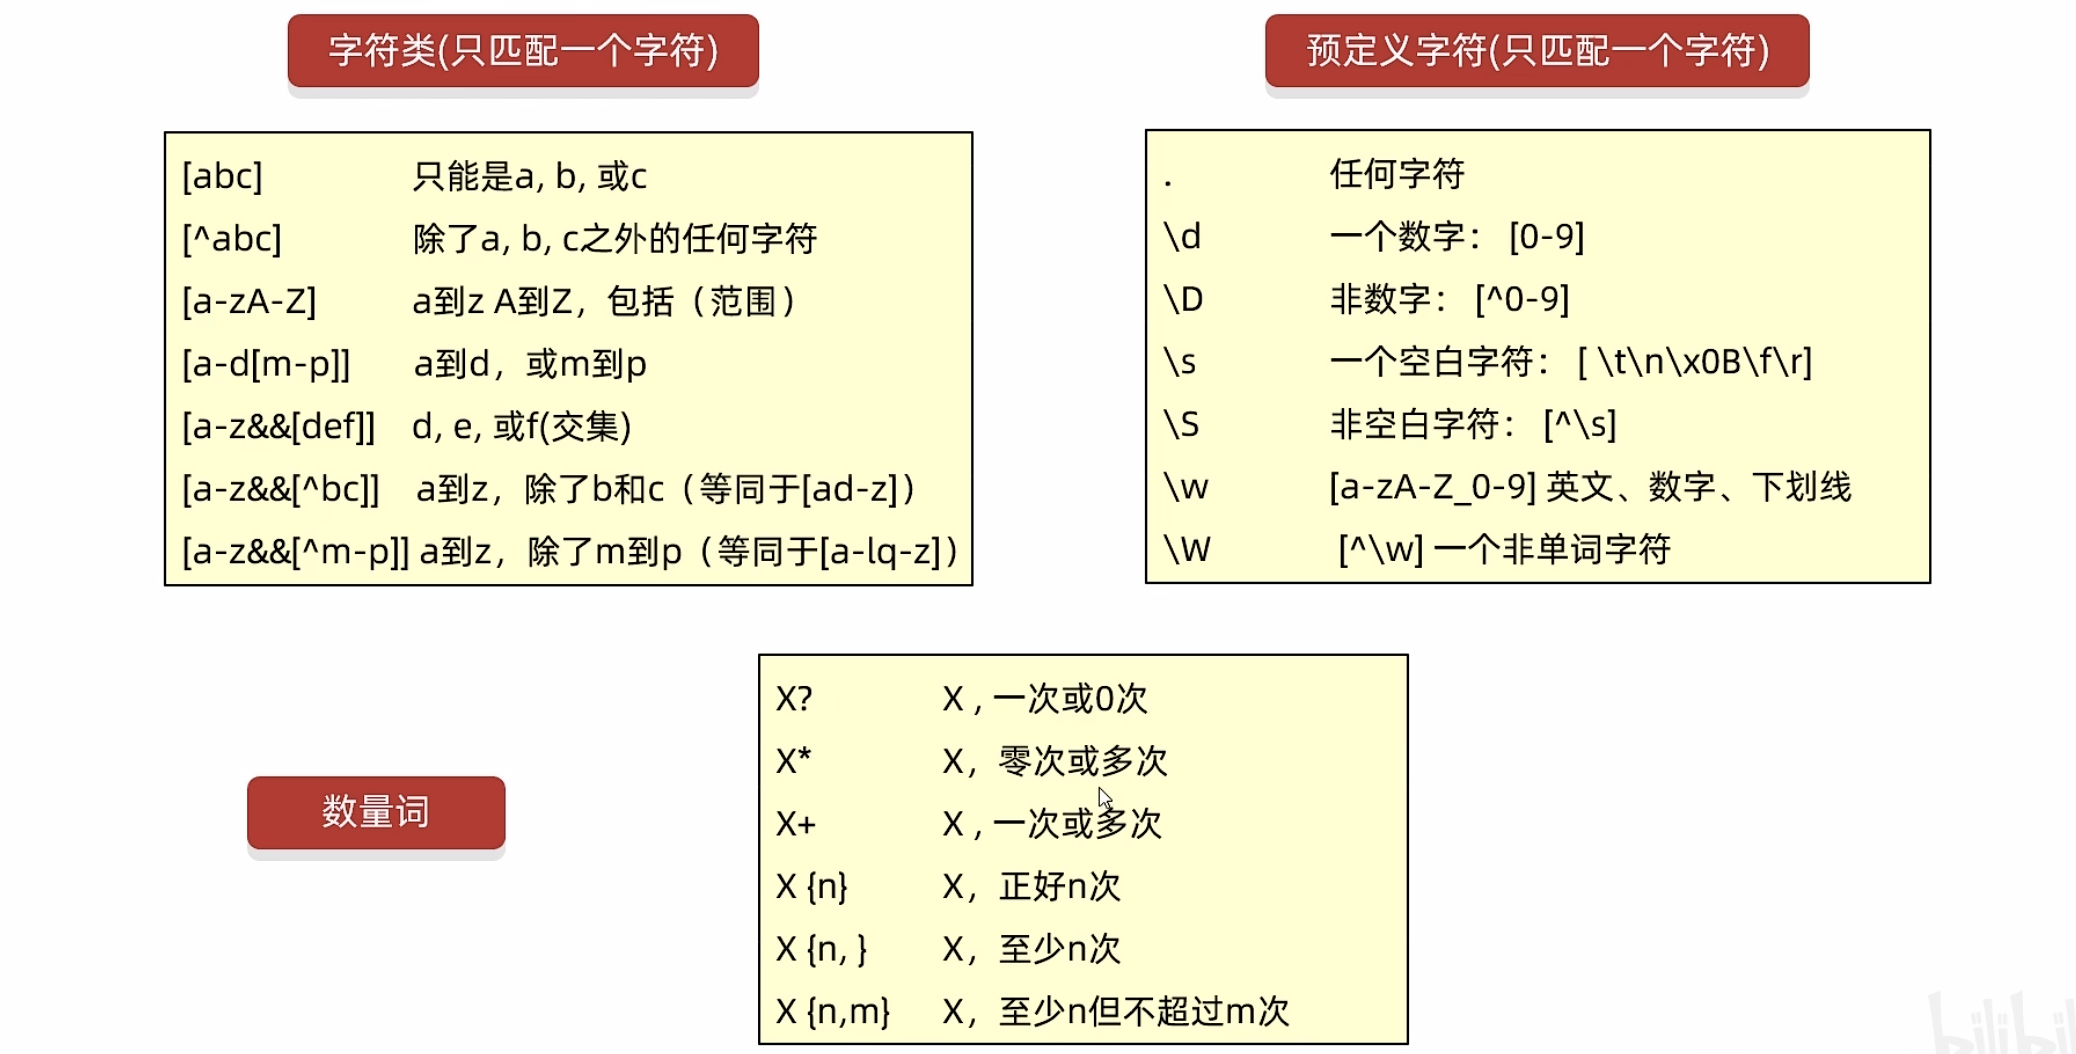 字符类(只匹配一个字符)
[abc] 只能是a, b, 或c
[^abc] 除了a, b, c之外的任何字符
[a-zA-Z] a到z A到Z，包括（范围）
[a-d[m-p]] a到d，或m到p
[a-z&&[def]] d, e, 或f(交集)
[a-z&&[^bc]] a到z，除了b和c（等同于[ad-z]）
[a-z&&[^m-p]] a到z，除了m到p（等同于[a-lq-z]）
预定义字符(只匹配一个字符)
. 任何字符
\d 一个数字： [0-9]
\D 非数字： [^0-9]
\s 一个空白字符： [ \t\n\x0B\f\r]
\S 非空白字符： [^\s]
\w [a-zA-Z_0-9] 英文、数字、下划线
\W [^\w] 一个非单词字符
数量词
X? X , 一次或0次
X* X，零次或多次
X+ X , 一次或多次
X {n} X，正好n次
X {n, } X，至少n次
X {n,m} X，至少n但不超过m次
bilibili